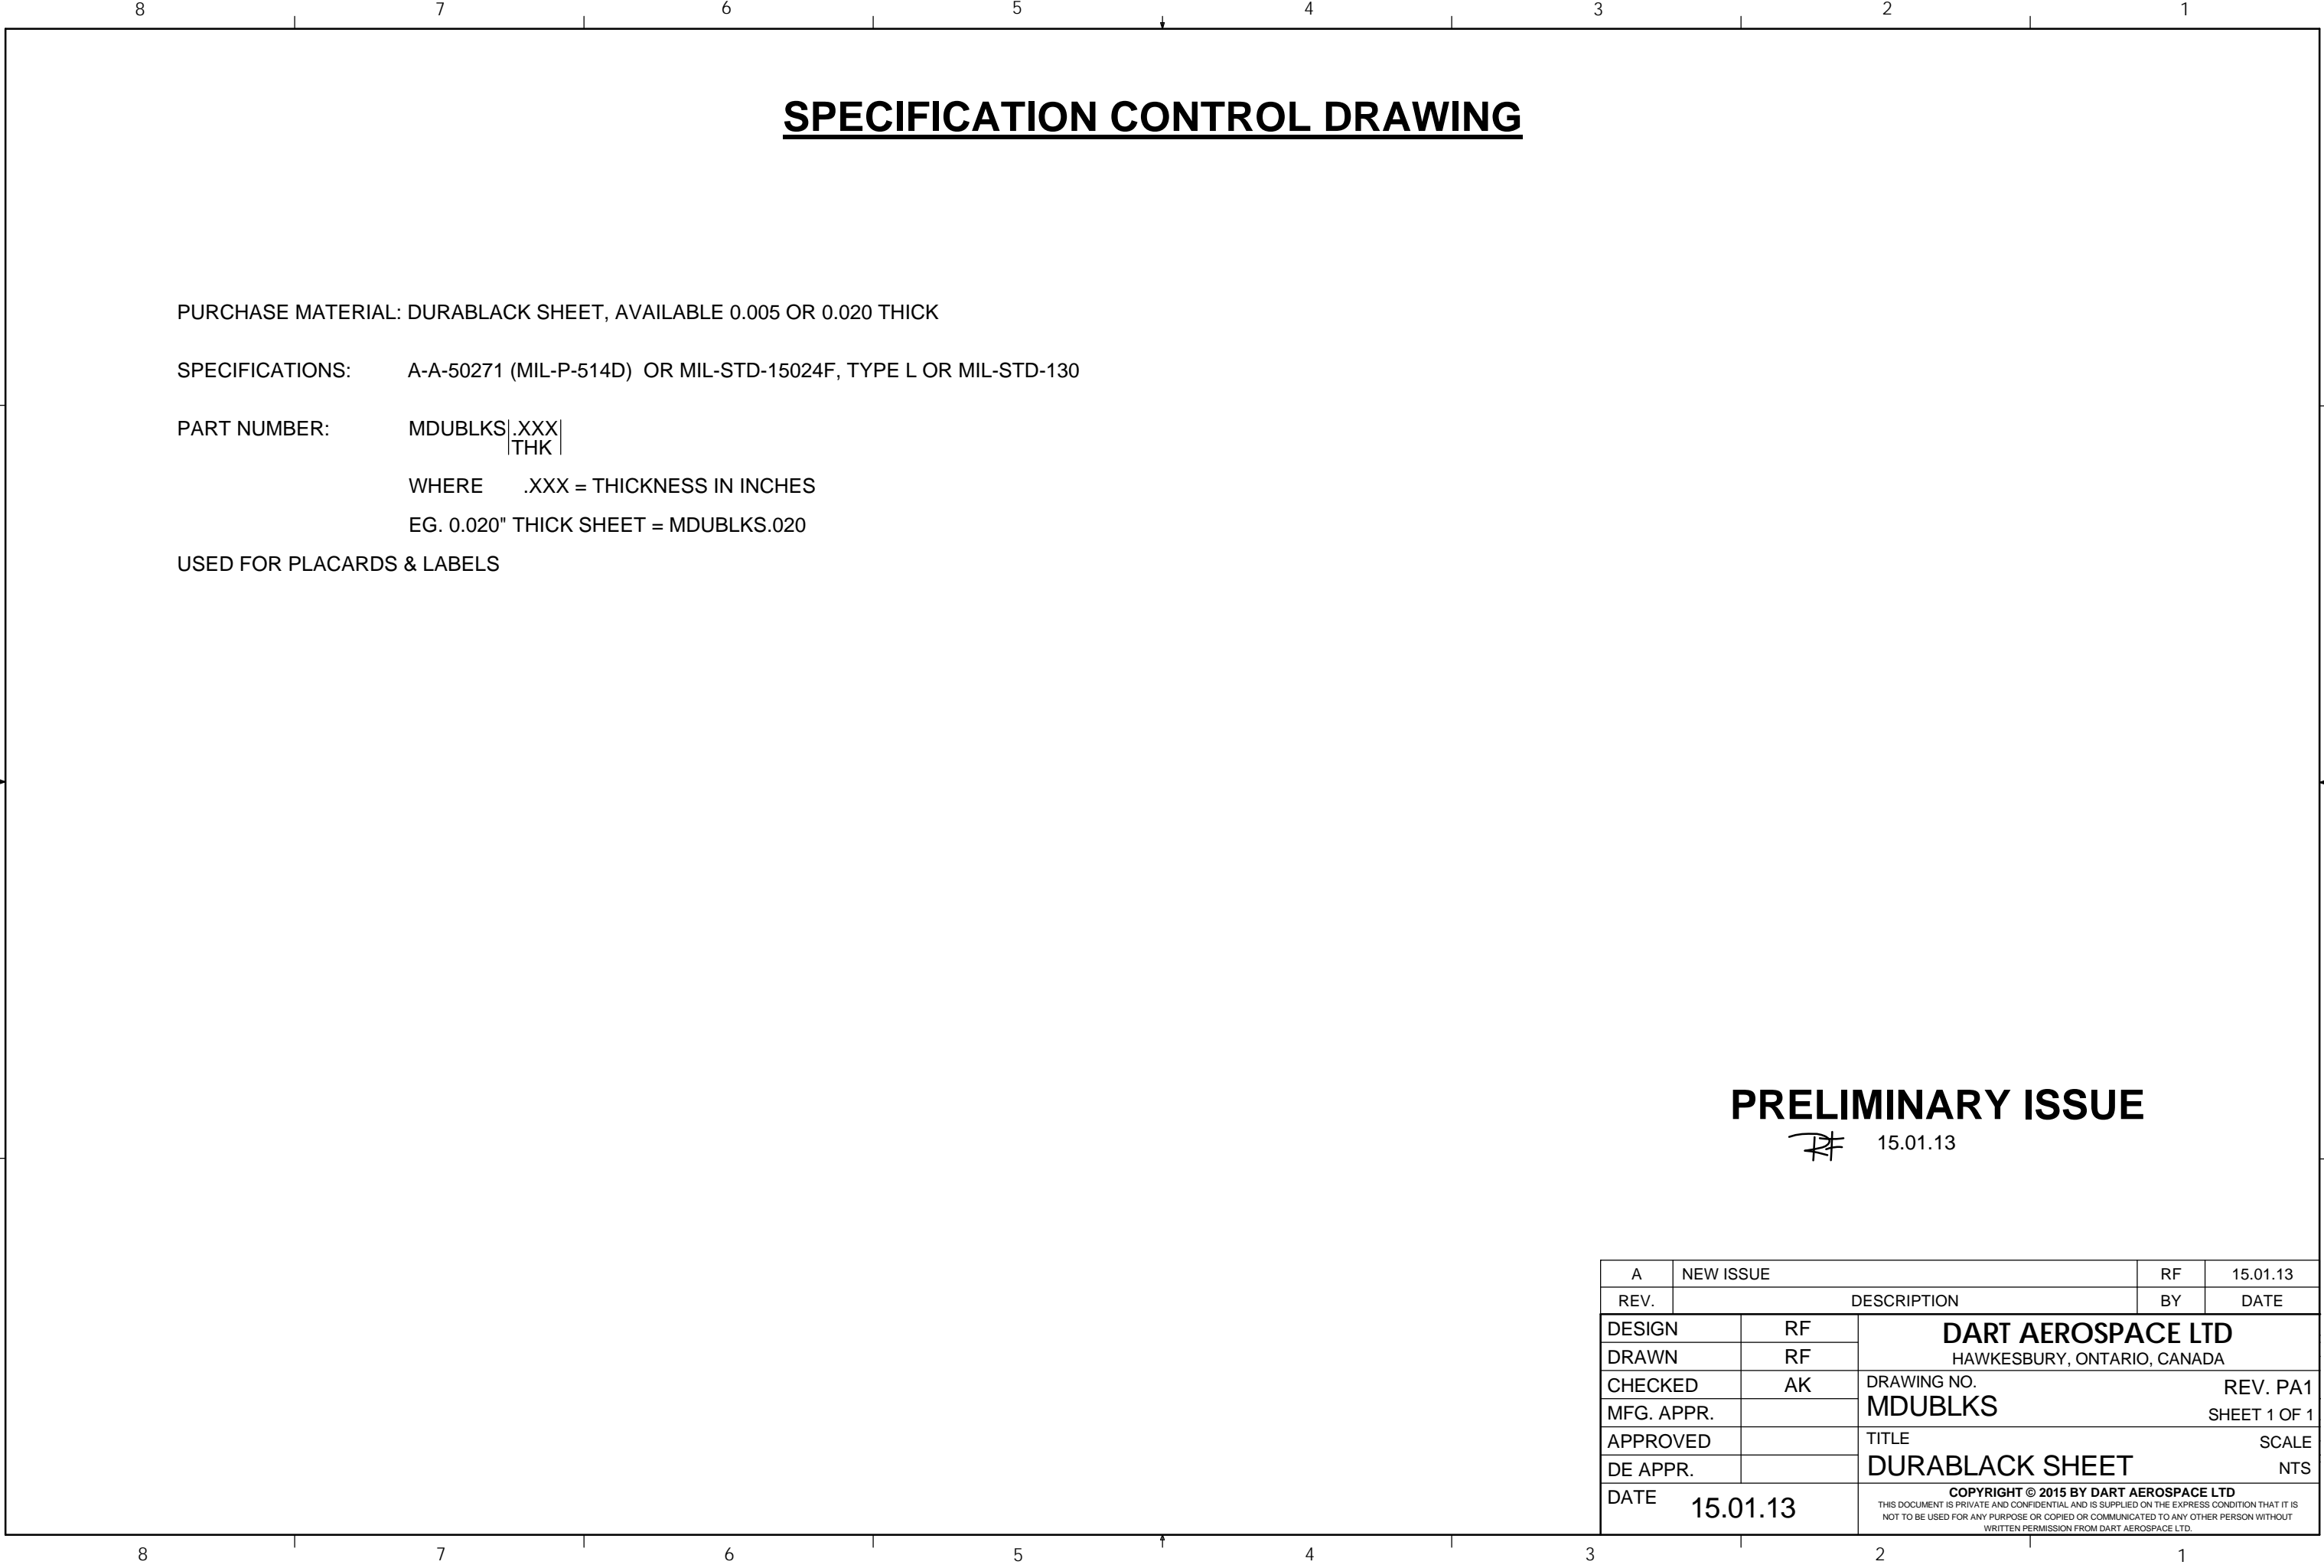 8 7 6 5 4 3 2 1
SPECIFICATION CONTROL DRAWING
PURCHASE MATERIAL: DURABLACK SHEET, AVAILABLE 0.005 OR 0.020 THICK
SPECIFICATIONS: A-A-50271 (MIL-P-514D) OR MIL-STD-15024F, TYPE L OR MIL-STD-130
PART NUMBER: MDUBLKS .XXX
THK
WHERE .XXX = THICKNESS IN INCHES
EG. 0.020" THICK SHEET = MDUBLKS.020
USED FOR PLACARDS & LABELS
PRELIMINARY ISSUE
RF 15.01.13
A NEW ISSUE RF 15.01.13
REV. DESCRIPTION BY DATE
DESIGN RF
DRAWN RF
CHECKED AK
MFG. APPR.
APPROVED
DE APPR.
DATE 15.01.13
DART AEROSPACE LTD
HAWKESBURY, ONTARIO, CANADA
DRAWING NO. REV. PA1
MDUBLKS SHEET 1 OF 1
TITLE SCALE
DURABLACK SHEET NTS
COPYRIGHT © 2015 BY DART AEROSPACE LTD
THIS DOCUMENT IS PRIVATE AND CONFIDENTIAL AND IS SUPPLIED ON THE EXPRESS CONDITION THAT IT IS
NOT TO BE USED FOR ANY PURPOSE OR COPIED OR COMMUNICATED TO ANY OTHER PERSON WITHOUT
WRITTEN PERMISSION FROM DART AEROSPACE LTD.
8 7 6 5 4 3 2 1